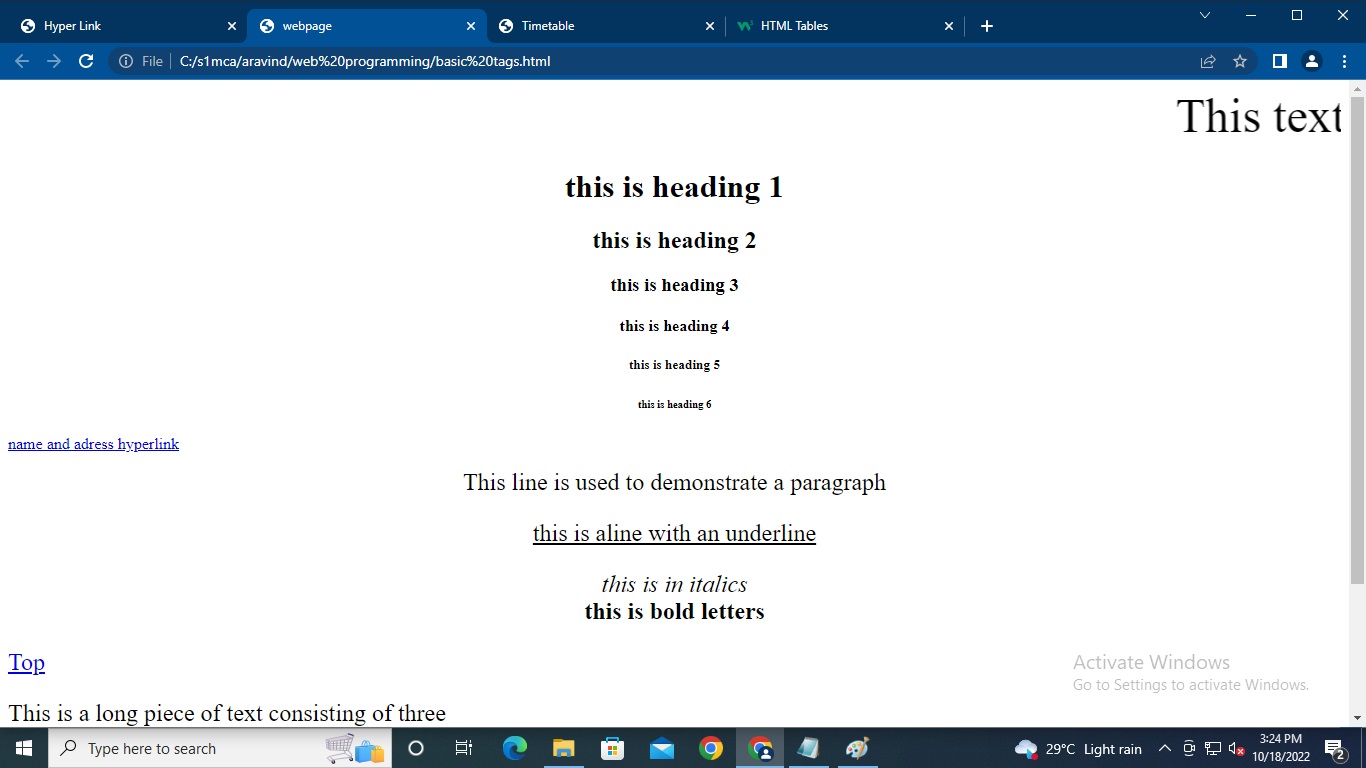 Hyper Link
webpage
Timetable
HTML Tables
File
C:/s1mca/aravind/web%20programming/basic%20tags.html
This text
this is heading 1
this is heading 2
this is heading 3
this is heading 4
this is heading 5
this is heading 6
name and adress hyperlink
This line is used to demonstrate a paragraph
this is aline with an underline
this is in italics
this is bold letters
Top
Activate Windows
Go to Settings to activate Windows.
This is a long piece of text consisting of three
Type here to search
29°C Light rain
3:24 PM
10/18/2022
2